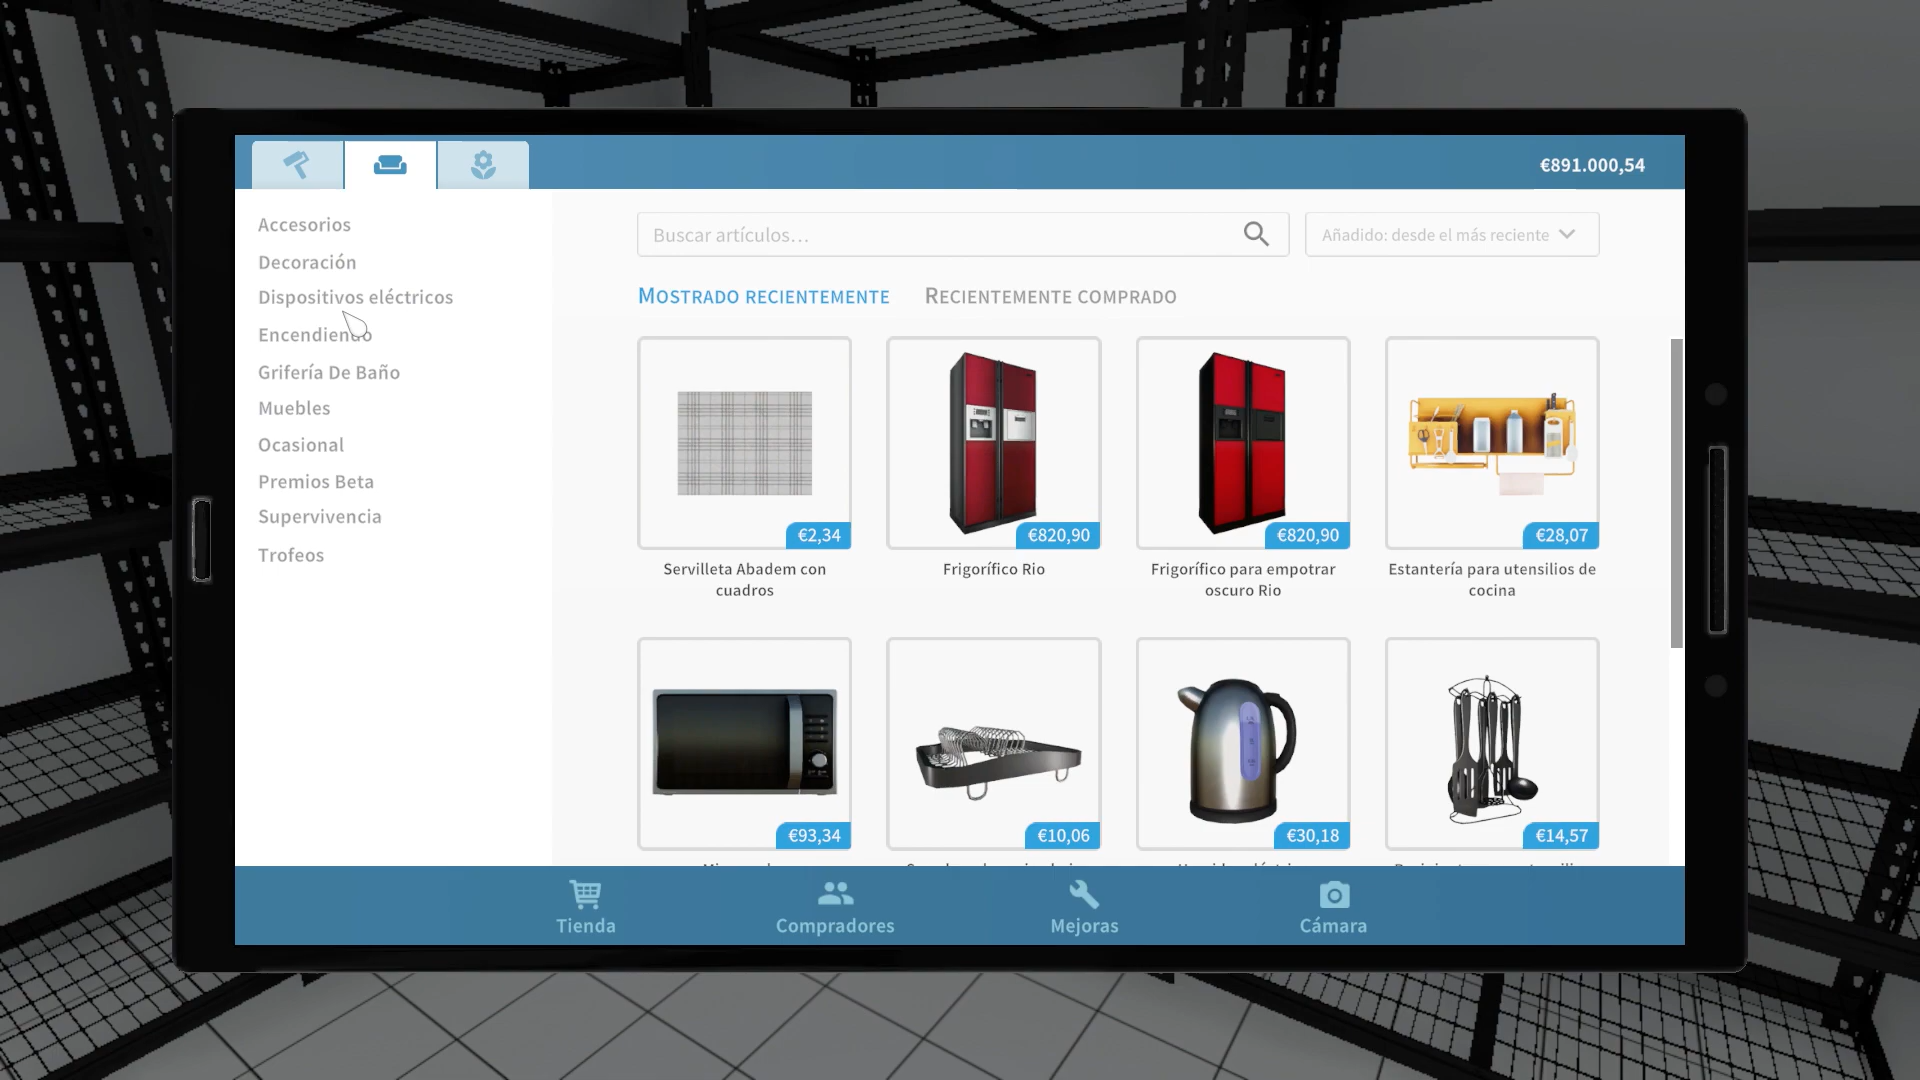 €891.000,54
Accesorios
Decoración
Dispositivos eléctricos
Encendiendo
Grifería De Baño
Muebles
Ocasional
Premios Beta
Supervivencia
Trofeos
Buscar artículos...
Añadido: desde el más reciente
MOSTRADO RECIENTEMENTE
RECIENTEMENTE COMPRADO
€2,34
€820,90
€820,90
€28,07
Servilleta Abadem con
cuadros
Frigorífico Rio
Frigorífico para empotrar
oscuro Rio
Estantería para utensilios de
cocina
€93,34
€10,06
€30,18
€14,57
Tienda
Compradores
Mejoras
Cámara